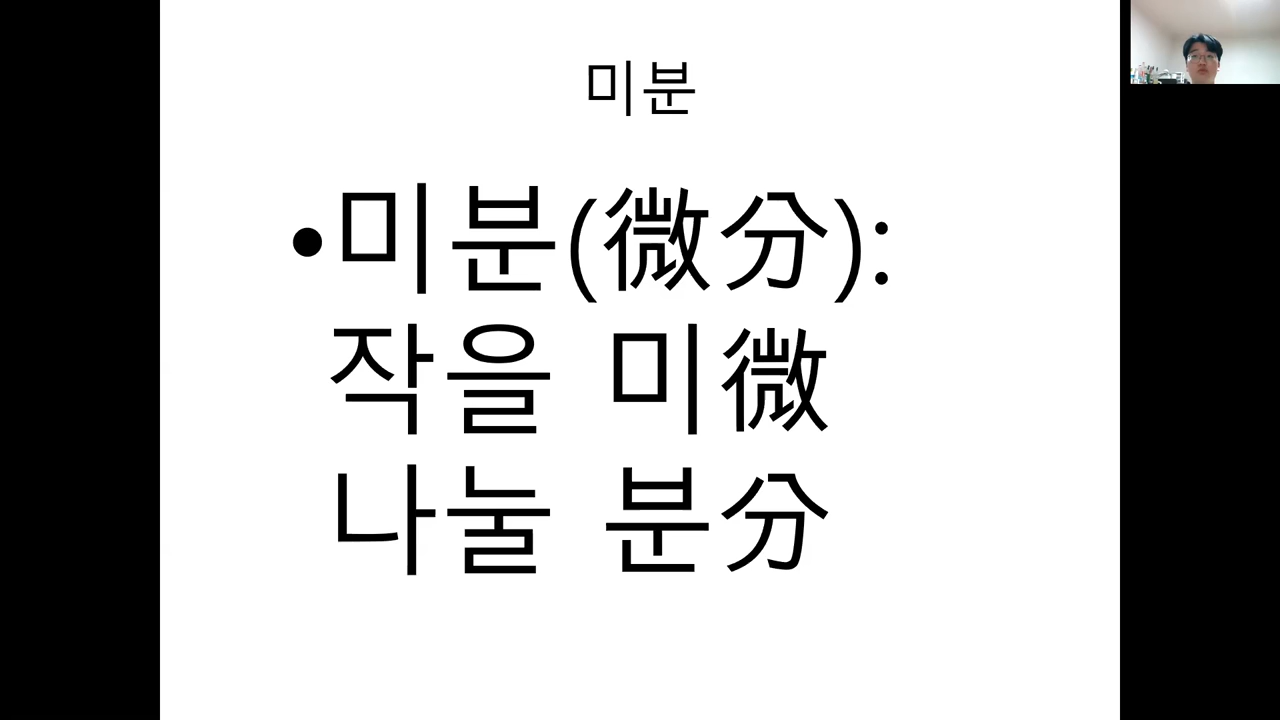 미분
•미분(微分):
작을 미微
나눌 분分